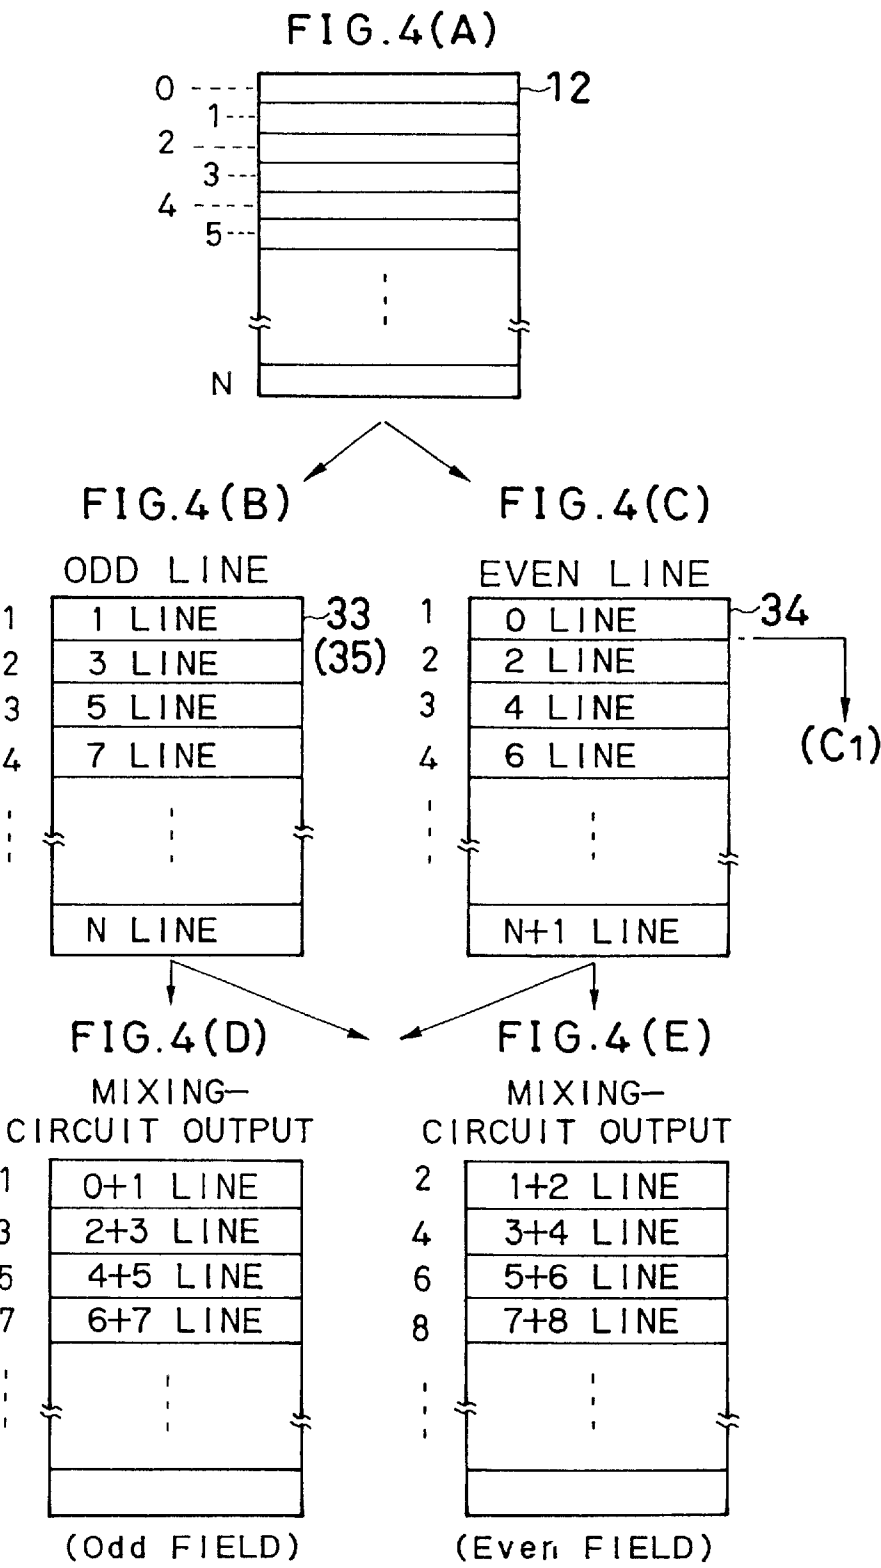 FIG.4(A)
0
12
1
2
3
4
5
N
FIG.4(B)
FIG.4(C)
ODD LINE
EVEN LINE
1 1 LINE 33
2 3 LINE (35)
3 5 LINE
4 7 LINE
N LINE
1 0 LINE 34
2 2 LINE
3 4 LINE
4 6 LINE
(C1)
N+1 LINE
FIG.4(D)
FIG.4(E)
MIXING-
CIRCUIT OUTPUT
1 0+1 LINE
3 2+3 LINE
5 4+5 LINE
7 6+7 LINE
(Odd FIELD)
MIXING-
CIRCUIT OUTPUT
2 1+2 LINE
4 3+4 LINE
6 5+6 LINE
8 7+8 LINE
(Even FIELD)